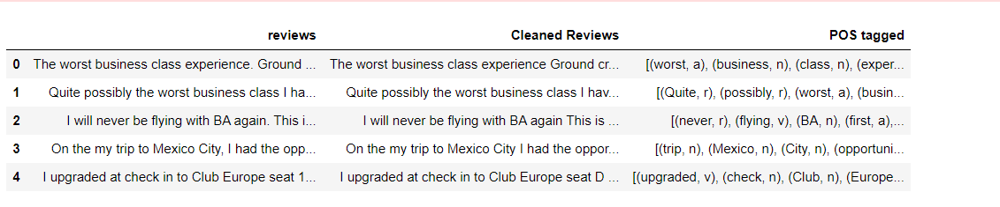 reviews Cleaned Reviews POS tagged
0 The worst business class experience. Ground ... The worst business class experience Ground cr... [(worst, a), (business, n), (class, n), (exper...
1 Quite possibly the worst business class I ha... Quite possibly the worst business class I hav... [(Quite, r), (possibly, r), (worst, a), (busin...
2 I will never be flying with BA again. This i... I will never be flying with BA again This is ... [(never, r), (flying, v), (BA, n), (first, a),...
3 On the my trip to Mexico City, I had the opp... On the my trip to Mexico City I had the oppor... [(trip, n), (Mexico, n), (City, n), (opportuni...
4 I upgraded at check in to Club Europe seat 1... I upgraded at check in to Club Europe seat D ... [(upgraded, v), (check, n), (Club, n), (Europe...